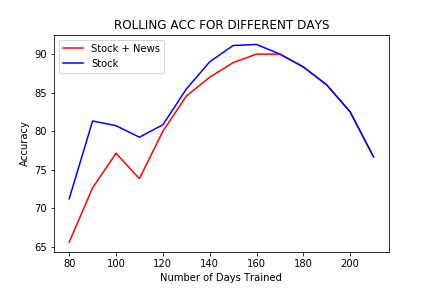 ROLLING ACC FOR DIFFERENT DAYS
Stock + News
Stock
Accuracy
90
85
80
75
70
65
80 100 120 140 160 180 200
Number of Days Trained